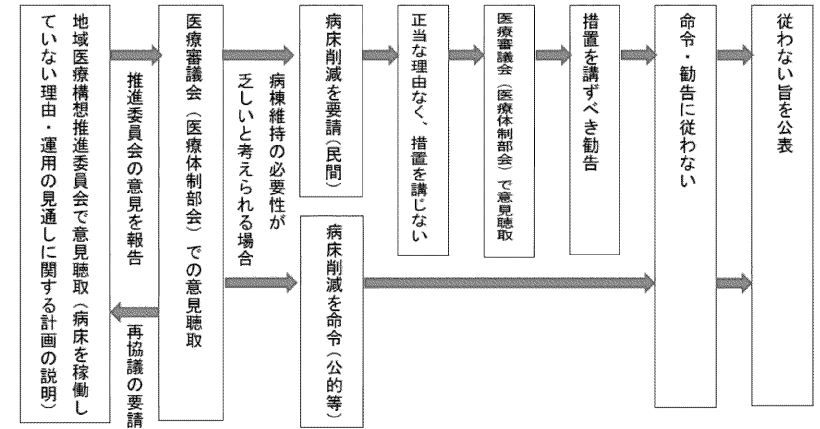 地域医療構想推進委員会で意見聴取（病床を稼働し
ていない理由・運用の見通しに関する計画の説明）
推進委員会の意見を報告
再協議の要請
医療審議会（医療体制部会）での意見聴取
病棟維持の必要性が
乏しいと考えられる場合
病床削減を要請（民間）
病床削減を命令（公的等）
正当な理由なく、措置を講じない
医療審議会（医療体制部会）で意見聴取
措置を講ずべき勧告
命令・勧告に従わない
従わない旨を公表